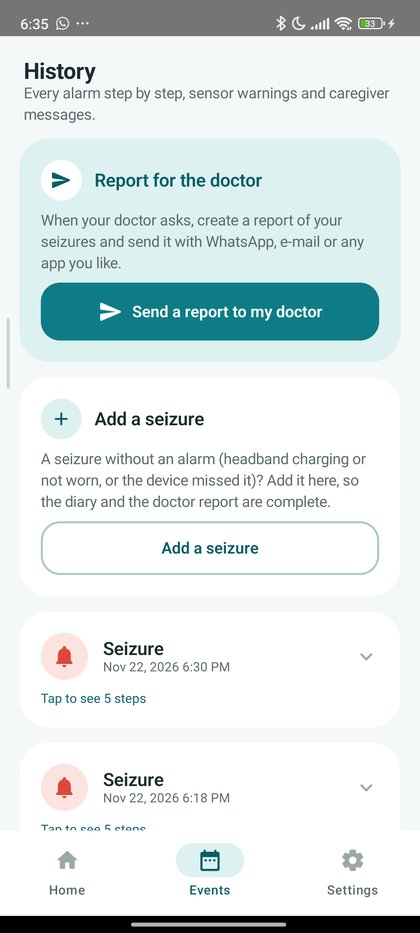 6:35
33
History
Every alarm step by step, sensor warnings and caregiver
messages.
Report for the doctor
When your doctor asks, create a report of your
seizures and send it with WhatsApp, e-mail or any
app you like.
Send a report to my doctor
Add a seizure
A seizure without an alarm (headband charging or
not worn, or the device missed it)? Add it here, so
the diary and the doctor report are complete.
Add a seizure
Seizure
Nov 22, 2026 6:30 PM
Tap to see 5 steps
Seizure
Nov 22, 2026 6:18 PM
Tap to see 5 steps
Home
Events
Settings